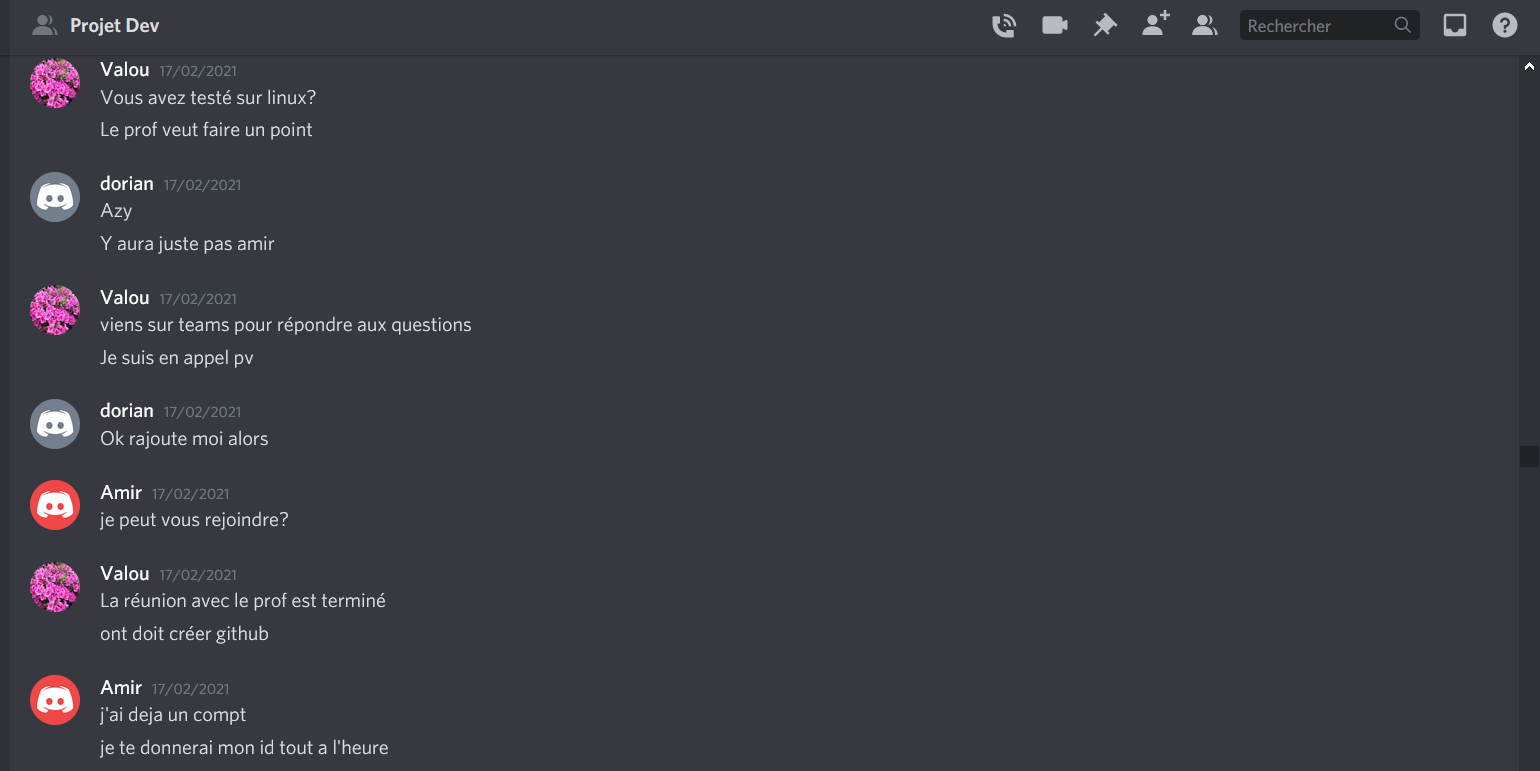 Projet Dev
Rechercher
Valou 17/02/2021
Vous avez testé sur linux?
Le prof veut faire un point
dorian 17/02/2021
Azy
Y aura juste pas amir
Valou 17/02/2021
viens sur teams pour répondre aux questions
Je suis en appel pv
dorian 17/02/2021
Ok rajoute moi alors
Amir 17/02/2021
je peut vous rejoindre?
Valou 17/02/2021
La réunion avec le prof est terminé
ont doit créer github
Amir 17/02/2021
j'ai deja un compt
je te donnerai mon id tout a l'heure